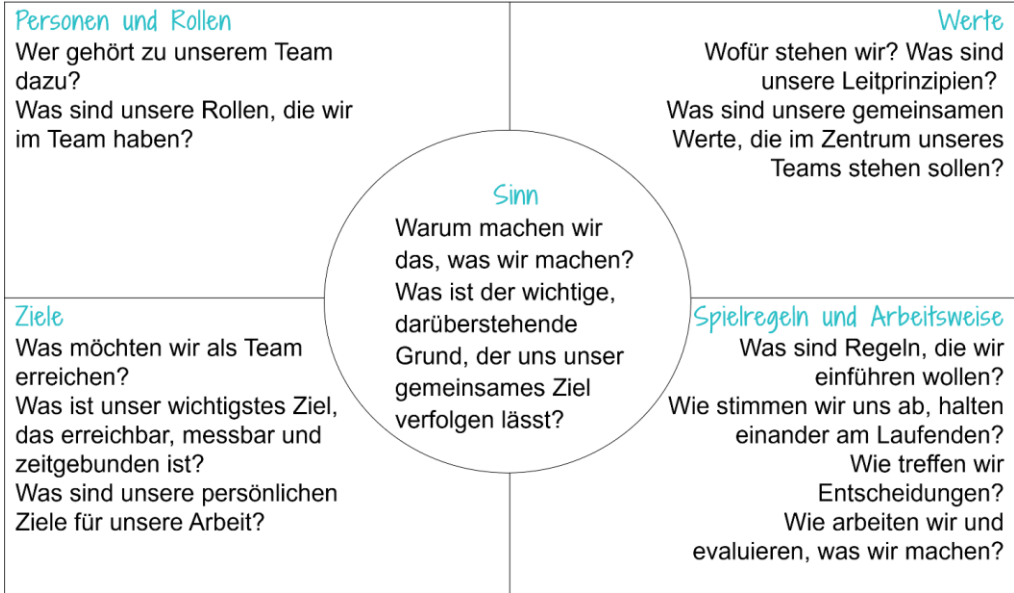 Personen und Rollen
Wer gehört zu unserem Team
dazu?
Was sind unsere Rollen, die wir
im Team haben?
Werte
Wofür stehen wir? Was sind
unsere Leitprinzipien?
Was sind unsere gemeinsamen
Werte, die im Zentrum unseres
Teams stehen sollen?
Sinn
Warum machen wir
das, was wir machen?
Was ist der wichtige,
darüberstehende
Grund, der uns unser
gemeinsames Ziel
verfolgen lässt?
Ziele
Was möchten wir als Team
erreichen?
Was ist unser wichtigstes Ziel,
das erreichbar, messbar und
zeitgebunden ist?
Was sind unsere persönlichen
Ziele für unsere Arbeit?
Spielregeln und Arbeitsweise
Was sind Regeln, die wir
einführen wollen?
Wie stimmen wir uns ab, halten
einander am Laufenden?
Wie treffen wir
Entscheidungen?
Wie arbeiten wir und
evaluieren, was wir machen?